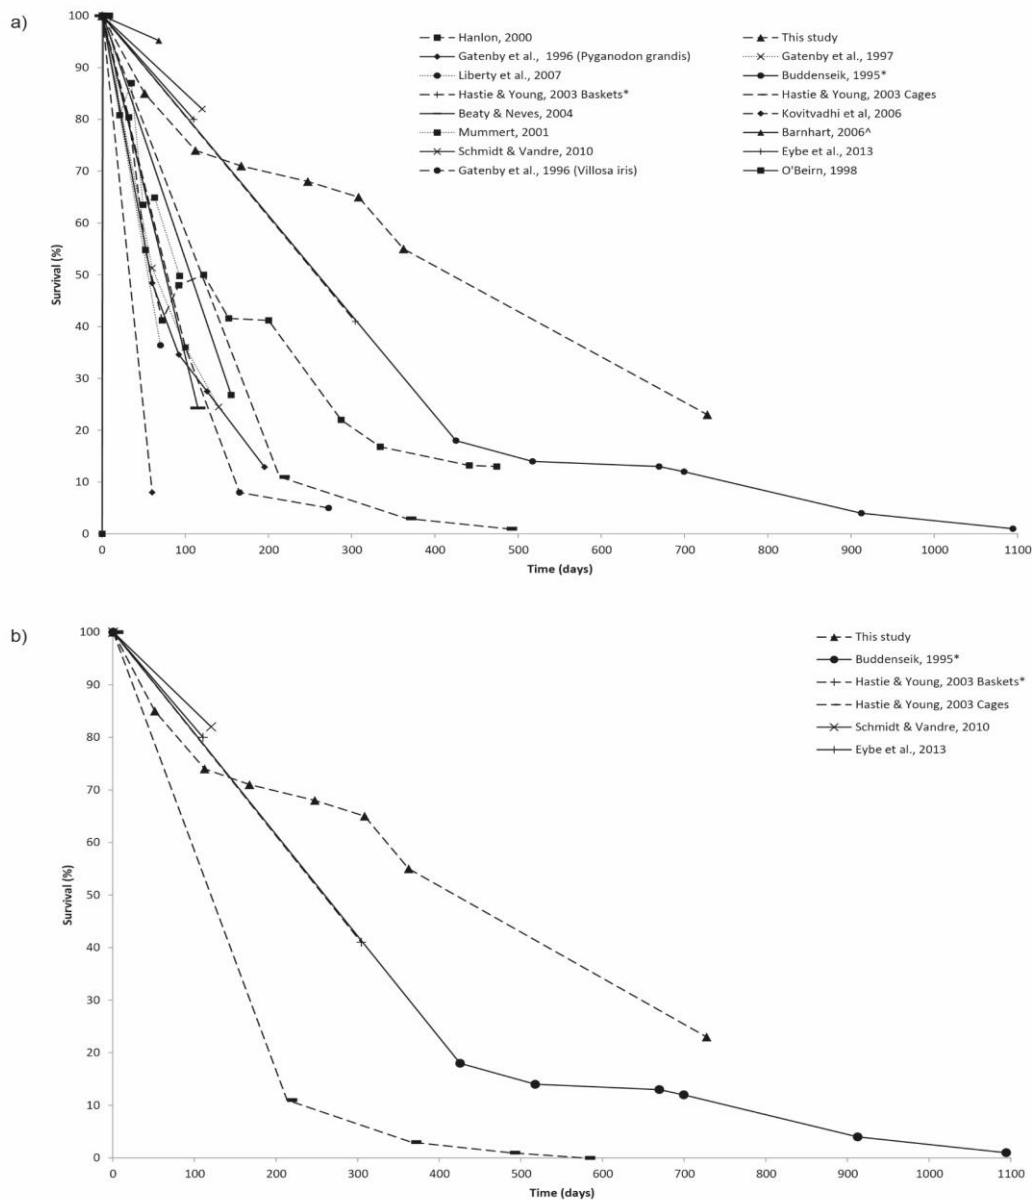 a)
100
90
80
70
60
50
40
30
20
10
0
Survival (%)
0 100 200 300 400 500 600 700 800 900 1000 1100
Time (days)
Hanlon, 2000
Gatenby et al., 1996 (Pyganodon grandis)
Liberty et al., 2007
Hastie & Young, 2003 Baskets*
Beaty & Neves, 2004
Mummert, 2001
Schmidt & Vandre, 2010
Gatenby et al., 1996 (Villosa iris)
This study
Gatenby et al., 1997
Buddenseik, 1995*
Hastie & Young, 2003 Cages
Kovitvadhi et al, 2006
Barnhart, 2006^
Eybe et al., 2013
O'Beirn, 1998
b)
100
90
80
70
60
50
40
30
20
10
0
Survival (%)
0 100 200 300 400 500 600 700 800 900 1000 1100
Time (days)
This study
Buddenseik, 1995*
Hastie & Young, 2003 Baskets*
Hastie & Young, 2003 Cages
Schmidt & Vandre, 2010
Eybe et al., 2013